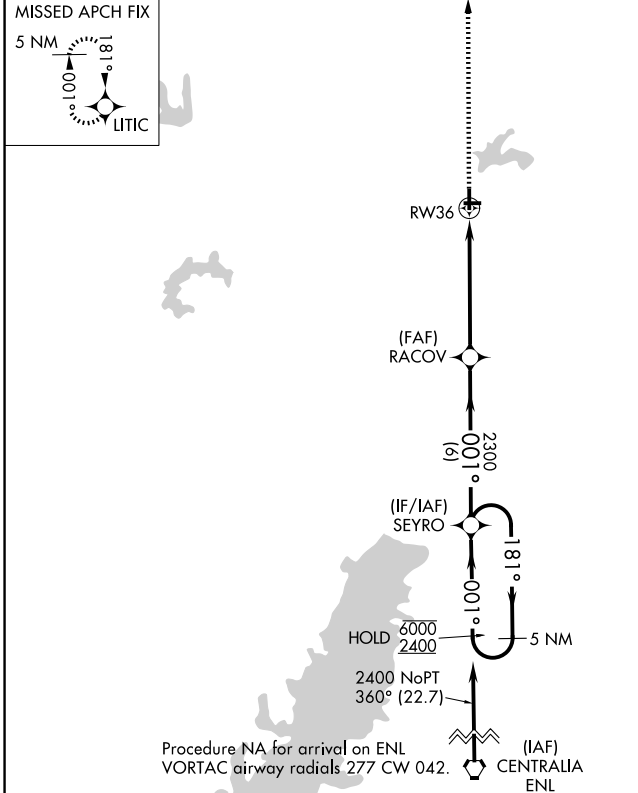 MISSED APCH FIX
5 NM
181°
001°
LITIC
RW36
(FAF)
RACOV
2300
001°
(6)
(IF/IAF)
SEYRO
181°
001°
HOLD
6000
2400
5 NM
2400 NoPT
360° (22.7)
Procedure NA for arrival on ENL
VORTAC airway radials 277 CW 042.
(IAF)
CENTRALIA
ENL